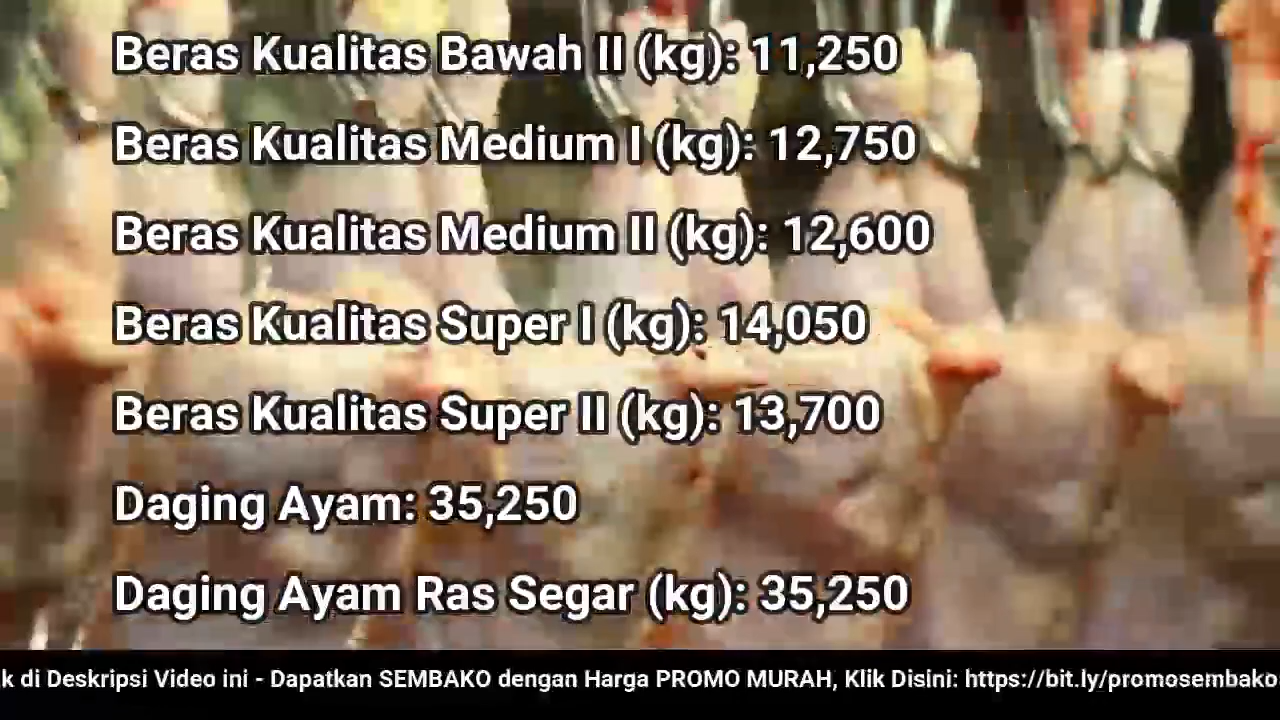 Beras Kualitas Bawah II (kg): 11,250
Beras Kualitas Medium I (kg): 12,750
Beras Kualitas Medium II (kg): 12,600
Beras Kualitas Super I (kg): 14,050
Beras Kualitas Super II (kg): 13,700
Daging Ayam: 35,250
Daging Ayam Ras Segar (kg): 35,250
k di Deskripsi Video ini - Dapatkan SEMBAKO dengan Harga PROMO MURAH, Klik Disini: https://bit.ly/promosembako